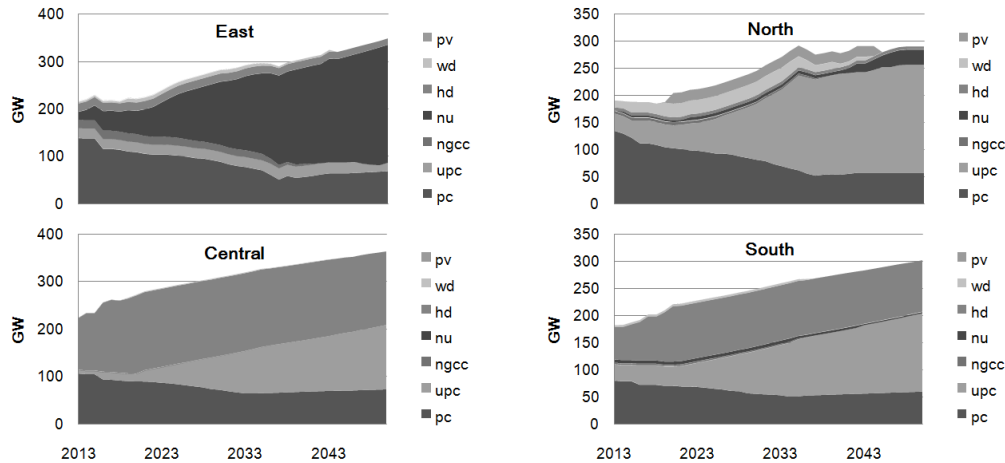 East
GW
400
300
200
100
0
pv
wd
hd
nu
ngcc
upc
pc
North
GW
350
300
250
200
150
100
50
0
pv
wd
hd
nu
ngcc
upc
pc
Central
GW
400
300
200
100
0
2013 2023 2033 2043
pv
wd
hd
nu
ngcc
upc
pc
South
GW
350
300
250
200
150
100
50
0
2013 2023 2033 2043
pv
wd
hd
nu
ngcc
upc
pc